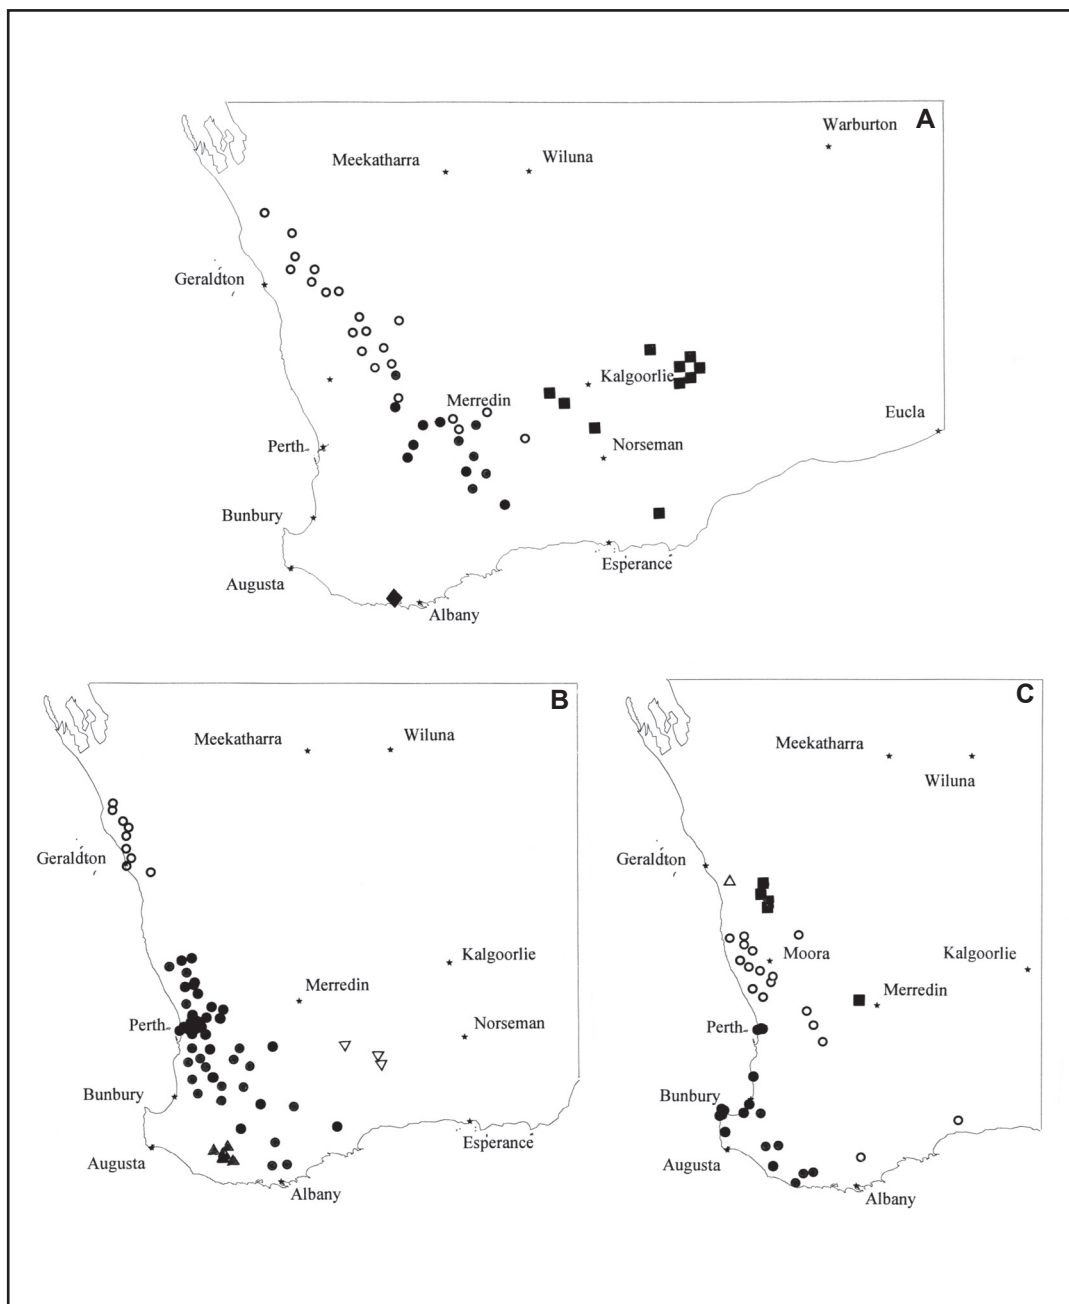 A
Warburton
Meekatharra
Wiluna
Geraldton
Kalgoorlie
Merredin
Eucla
Perth
Norseman
Bunbury
Esperance
Augusta
Albany
B
Meekatharra
Wiluna
Geraldton
Kalgoorlie
Merredin
Perth
Norseman
Bunbury
Esperance
Augusta
Albany
C
Meekatharra
Wiluna
Geraldton
Moora
Kalgoorlie
Merredin
Perth
Bunbury
Augusta
Albany